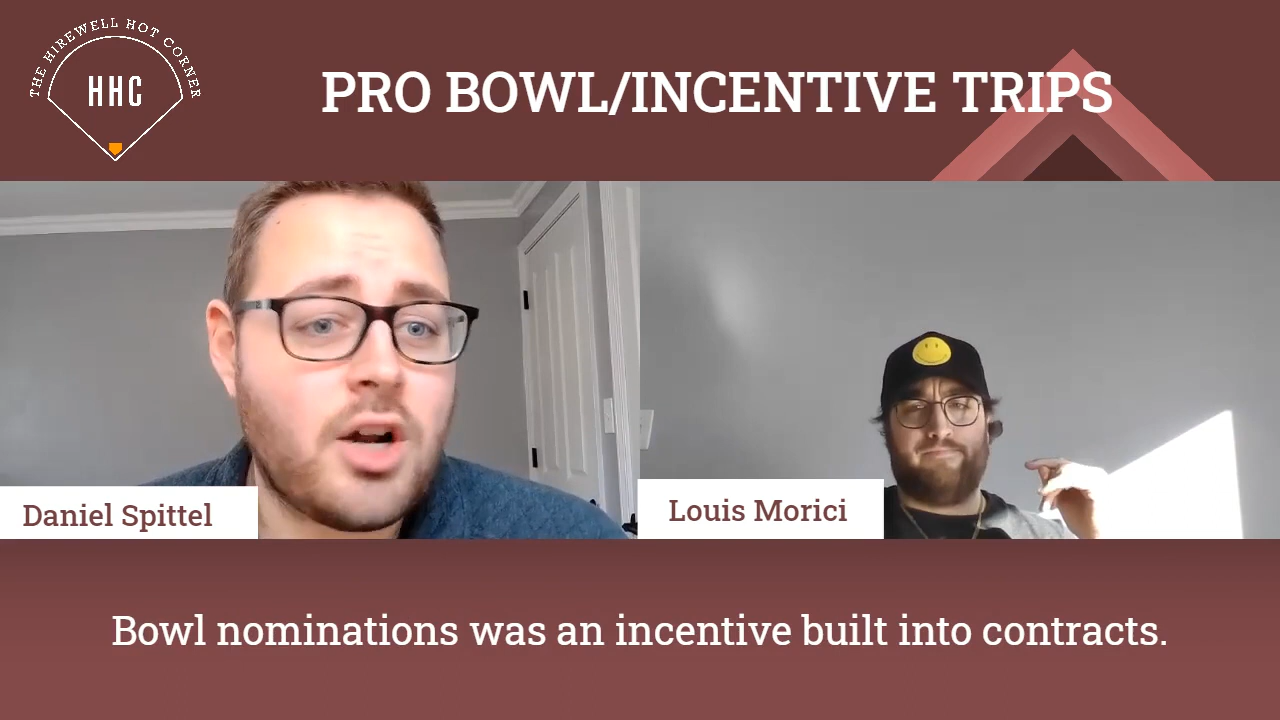 THE HIREWELL HOT CORNER
HHC
PRO BOWL/INCENTIVE TRIPS
Daniel Spittel
Louis Morici
Bowl nominations was an incentive built into contracts.